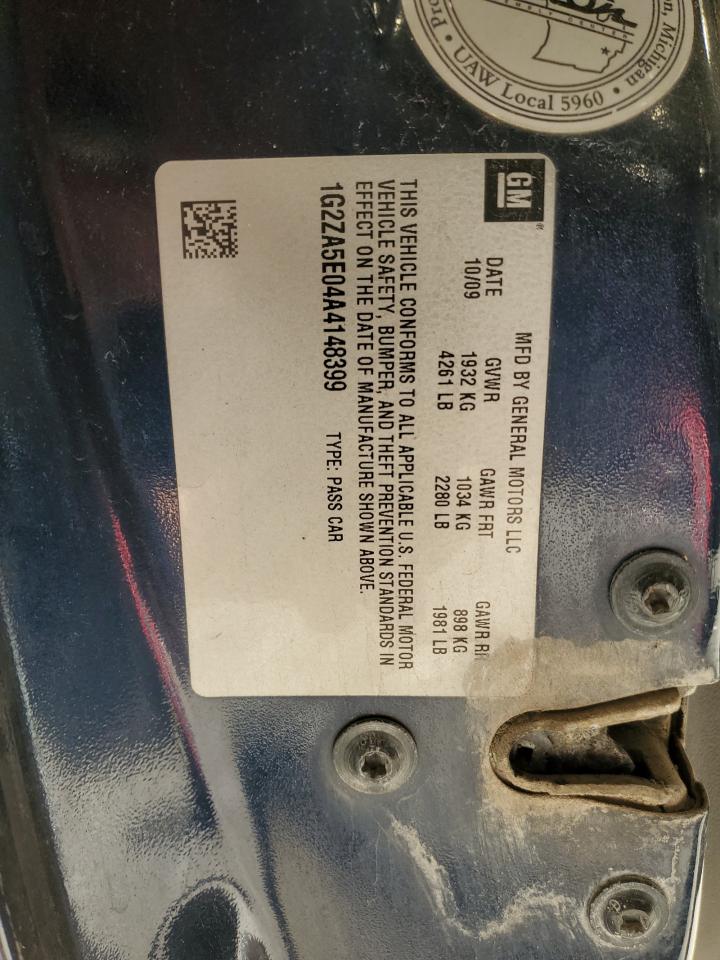 GM
MFD BY GENERAL MOTORS LLC
DATE GVWR GAWR FRT GAWR
10/09 1932 KG 1034 KG 898 KG
4261 LB 2280 LB 1981 LB
THIS VEHICLE CONFORMS TO ALL APPLICABLE U.S. FEDERAL MOTOR
VEHICLE SAFETY, BUMPER, AND THEFT PREVENTION STANDARDS IN
EFFECT ON THE DATE OF MANUFACTURE SHOWN ABOVE.
1G2ZA5E04A4148399 TYPE: PASS CAR
Michigan
• UAW Local 5960 •